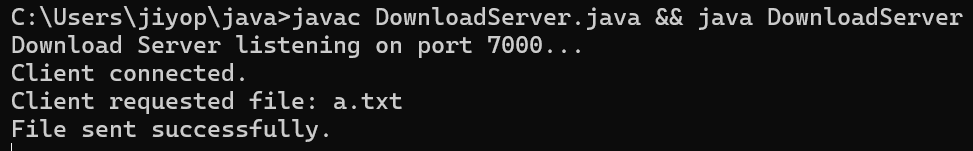 C:\Users\jiyop\java>javac DownloadServer.java && java DownloadServer
Download Server listening on port 7000...
Client connected.
Client requested file: a.txt
File sent successfully.